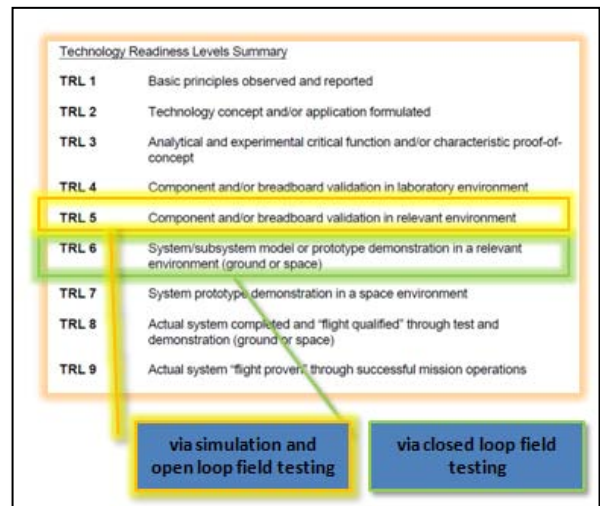 Technology Readiness Levels Summary
TRL 1 Basic principles observed and reported
TRL 2 Technology concept and/or application formulated
TRL 3 Analytical and experimental critical function and/or characteristic proof-of-
concept
TRL 4 Component and/or breadboard validation in laboratory environment
TRL 5 Component and/or breadboard validation in relevant environment
TRL 6 System/subsystem model or prototype demonstration in a relevant
environment (ground or space)
TRL 7 System prototype demonstration in a space environment
TRL 8 Actual system completed and "flight qualified" through test and
demonstration (ground or space)
TRL 9 Actual system "flight proven" through successful mission operations
via simulation and
open loop field testing
via closed loop field
testing